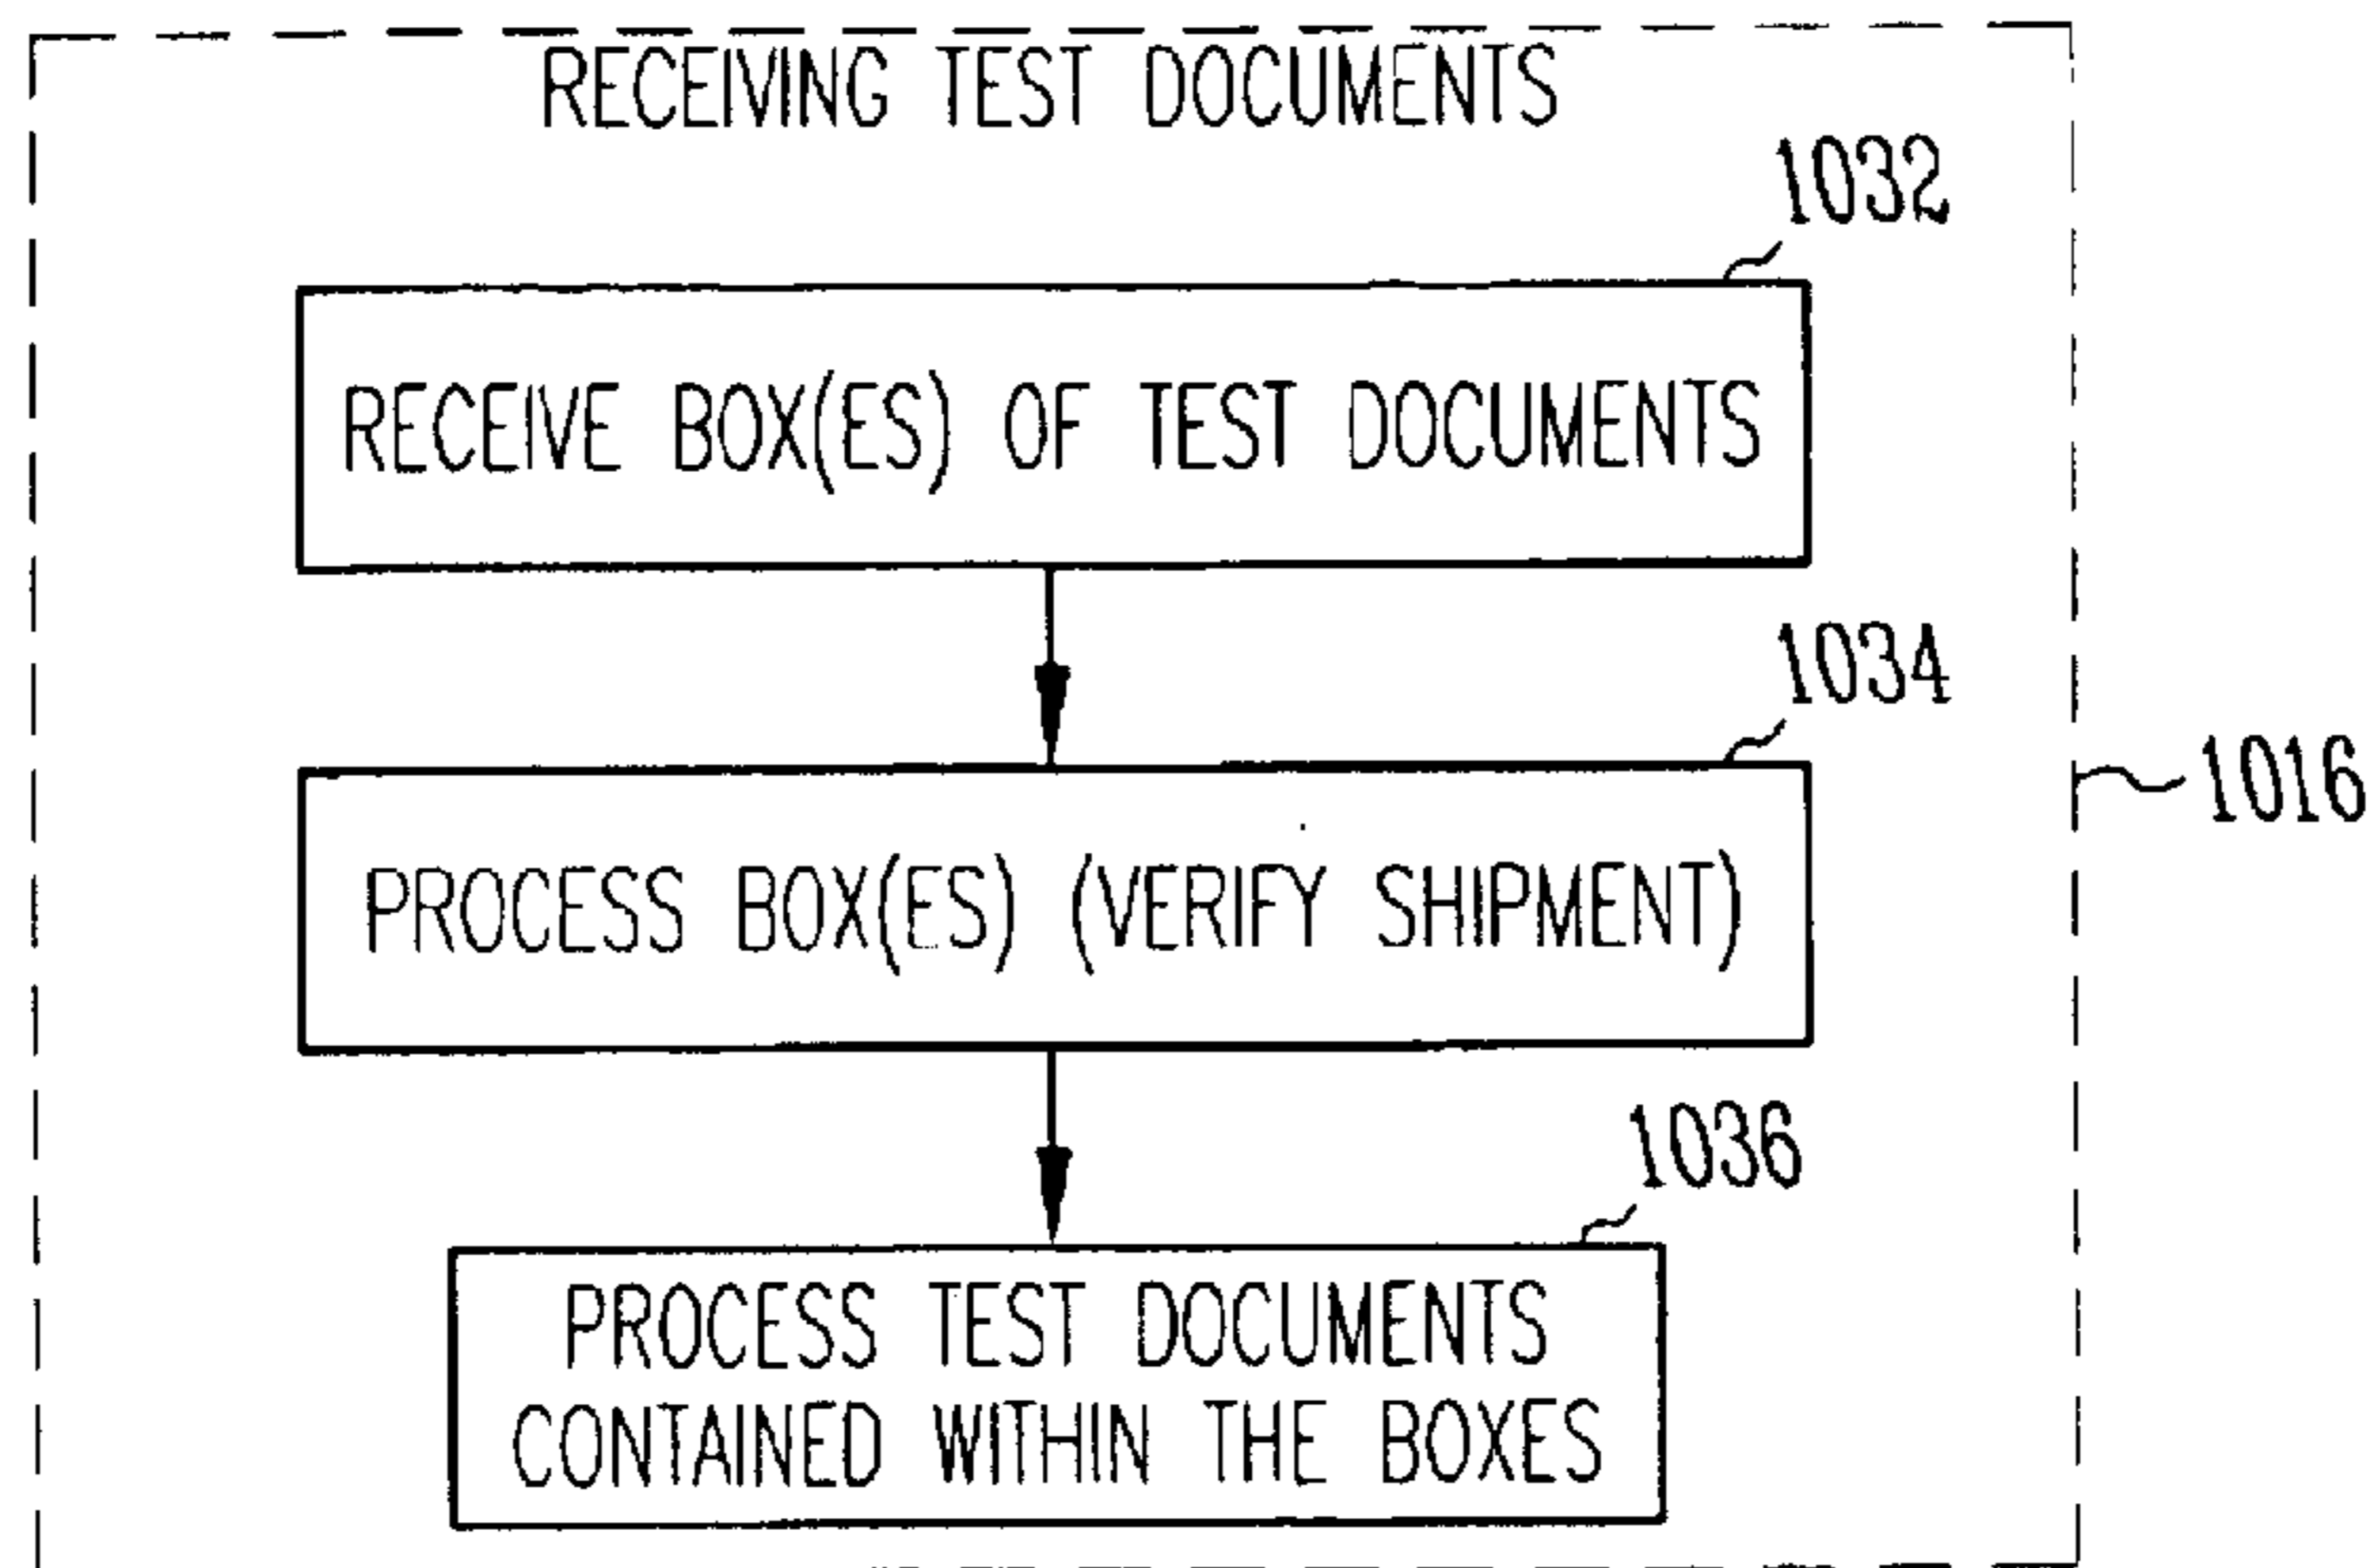 RECEIVING TEST DOCUMENTS
1032
RECEIVE BOX(ES) OF TEST DOCUMENTS
1034
1016
PROCESS BOX(ES) (VERIFY SHIPMENT)
1036
PROCESS TEST DOCUMENTS
CONTAINED WITHIN THE BOXES